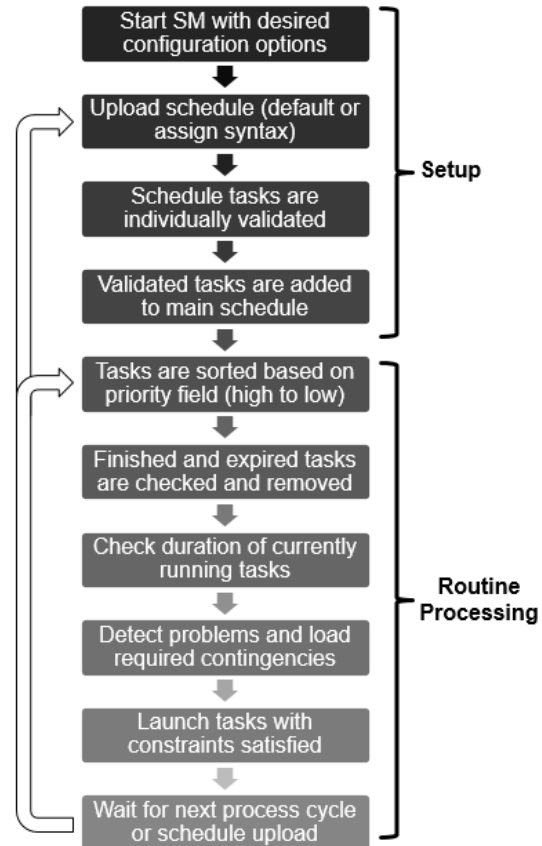 Start SM with desired
configuration options
Upload schedule (default or
assign syntax)
Schedule tasks are
individually validated
Validated tasks are added
to main schedule
Setup
Tasks are sorted based on
priority field (high to low)
Finished and expired tasks
are checked and removed
Check duration of currently
running tasks
Detect problems and load
required contingencies
Launch tasks with
constraints satisfied
Wait for next process cycle
or schedule upload
Routine
Processing